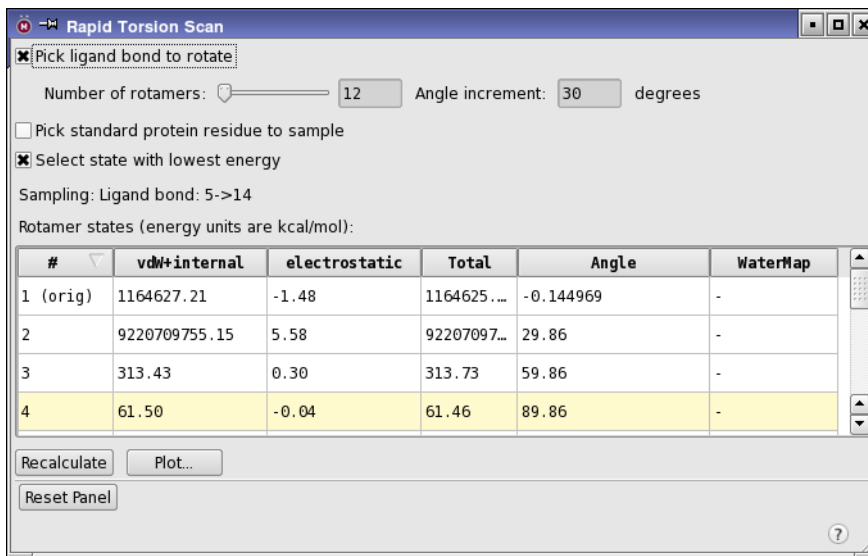 Rapid Torsion Scan
Pick ligand bond to rotate
Number of rotamers: 12 Angle increment: 30 degrees
Pick standard protein residue to sample
Select state with lowest energy
Sampling: Ligand bond: 5->14
Rotamer states (energy units are kcal/mol):
# vdW+internal electrostatic Total Angle WaterMap
1 (orig) 1164627.21 -1.48 1164625.… -0.144969 -
2 9220709755.15 5.58 92207097… 29.86 -
3 313.43 0.30 313.73 59.86 -
4 61.50 -0.04 61.46 89.86 -
Recalculate Plot...
Reset Panel
?